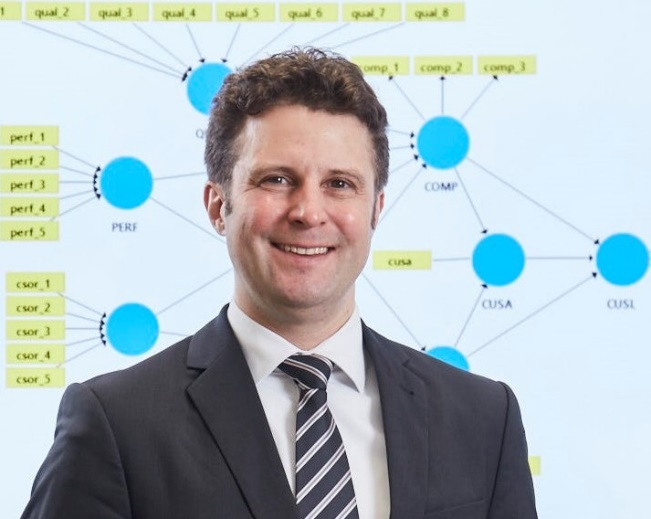 qual_2 qual_3 qual_4 qual_5 qual_6 qual_7 qual_8
comp_1 comp_2 comp_3
perf_1
perf_2
perf_3
perf_4
perf_5
PERF
COMP
cusa
CUSA
CUSL
csor_1
csor_2
csor_3
csor_4
csor_5